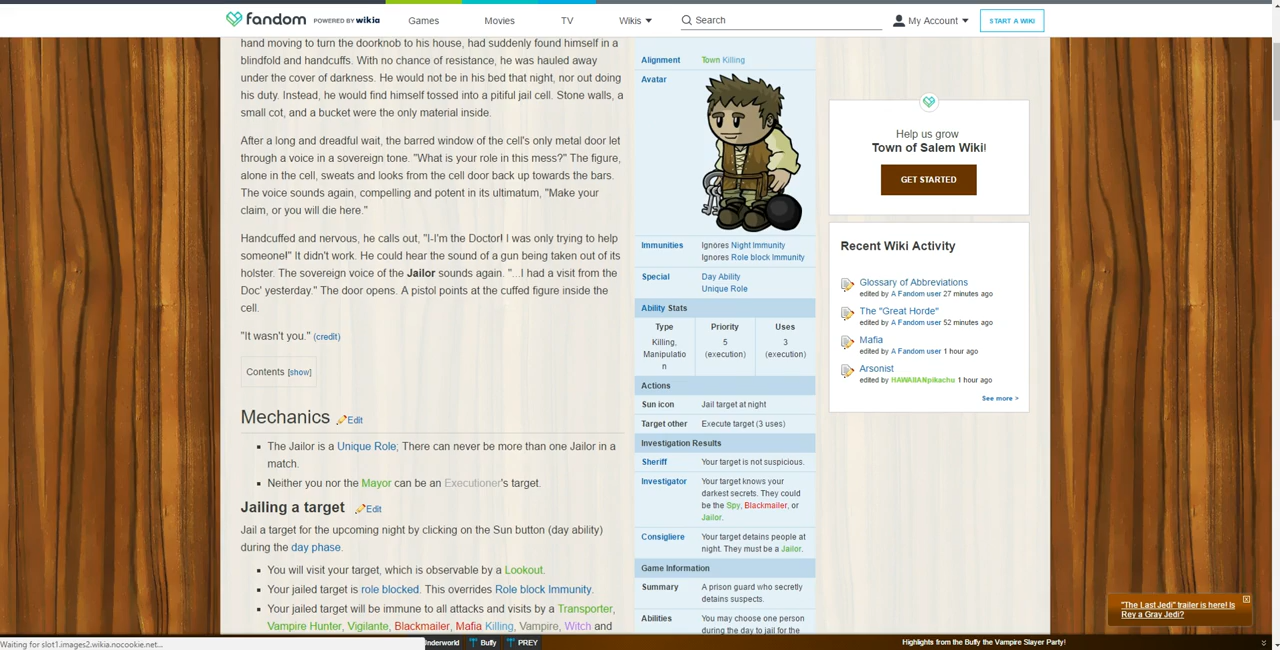 fandom POWERED BY wikia Games Movies TV Wikis Search My Account START A WIKI
hand moving to turn the doorknob to his house, had suddenly found himself in a
blindfold and handcuffs. With no chance of resistance, he was hauled away
under the cover of darkness. He would not be in his bed that night, nor out doing
his duty. Instead, he would find himself tossed into a pitiful jail cell. Stone walls, a
small cot, and a bucket were the only material inside.
After a long and dreadful wait, the barred window of the cell's only metal door let
through a voice in a sovereign tone. "What is your role in this mess?" The figure,
alone in the cell, sweats and looks from the cell door back up towards the bars.
The voice sounds again, compelling and potent in its ultimatum, "Make your
claim, or you will die here."
Handcuffed and nervous, he calls out, "I-I'm the Doctor! I was only trying to help
someone!" It didn't work. He could hear the sound of a gun being taken out of its
holster. The sovereign voice of the Jailor sounds again. "...I had a visit from the
Doc' yesterday." The door opens. A pistol points at the cuffed figure inside the
cell.
"It wasn't you." (credit)
Contents [show]
Mechanics Edit
The Jailor is a Unique Role; There can never be more than one Jailor in a
match.
Neither you nor the Mayor can be an Executioner's target.
Jailing a target Edit
Jail a target for the upcoming night by clicking on the Sun button (day ability)
during the day phase.
You will visit your target, which is observable by a Lookout.
Your jailed target is role blocked. This overrides Role block Immunity.
Your jailed target will be immune to all attacks and visits by a Transporter,
Vampire Hunter, Vigilante, Blackmailer, Mafia Killing, Vampire, Witch and
Alignment Town Killing
Avatar
Immunities Ignores Night Immunity
Ignores Role block Immunity
Special Day Ability
Unique Role
Ability Stats
Type Priority Uses
Killing, 5 3
Manipulatio (execution) (execution)
n
Actions
Sun icon Jail target at night
Target other Execute target (3 uses)
Investigation Results
Sheriff Your target is not suspicious.
Investigator Your target knows your
darkest secrets. They could
be the Spy, Blackmailer, or
Jailor.
Consigliere Your target detains people at
night. They must be a Jailor.
Game Information
Summary A prison guard who secretly
detains suspects.
Abilities You may choose one person
during the day to jail for the
Help us grow
Town of Salem Wiki!
GET STARTED
Recent Wiki Activity
Glossary of Abbreviations
edited by A Fandom user 27 minutes ago
The "Great Horde"
edited by A Fandom user 52 minutes ago
Mafia
edited by A Fandom user 1 hour ago
Arsonist
edited by HAWAIIANpikachu 1 hour ago
See more >
"The Last Jedi" trailer is here! Is
Rey a Gray Jedi?
Waiting for slot1.images2.wikia.nocookie.net... Underworld Buffy PREY Highlights from the Buffy the Vampire Slayer Party!